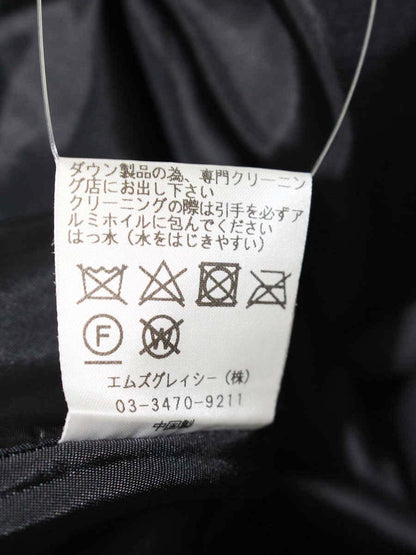 ダウン製品の為、専門クリーニン
グ店にお出し下さい
クリーニングの際は引手を必ずア
ルミホイルに包んでください
はっ水（水をはじきやすい）
F W
エムズグレイシー（株）
03-3470-9211
中国製